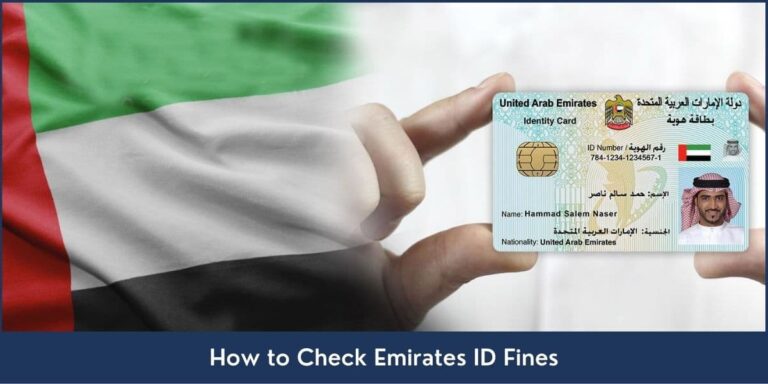 United Arab Emirates دولة الإمارات العربية المتحدة
Identity Card بطاقة هوية
ID Number / رقم الهوية
784-1234-1234567-1
الإسم: حمد سالم ناصر
Name: Hammad Salem Naser
الجنسية: الإمارات العربية المتحدة
Nationality: United Arab Emirates
How to Check Emirates ID Fines